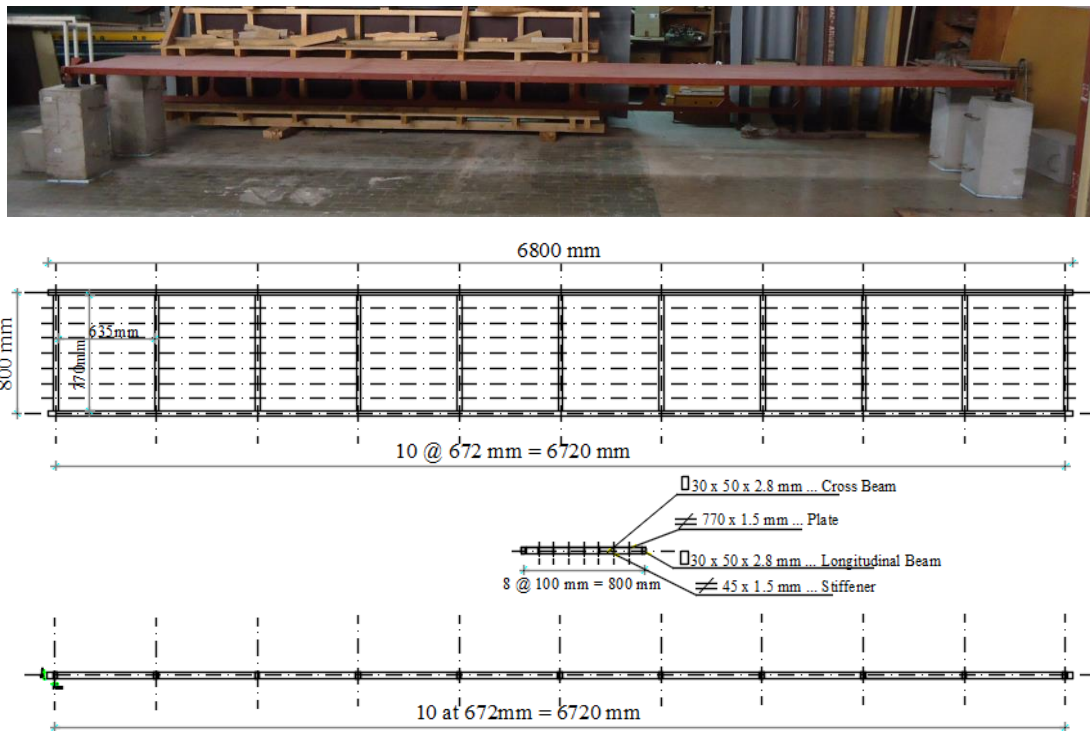 6800 mm
800 mm
635mm
770mm
10 @ 672 mm = 6720 mm
30 x 50 x 2.8 mm ... Cross Beam
770 x 1.5 mm ... Plate
30 x 50 x 2.8 mm ... Longitudinal Beam
8 @ 100 mm = 800 mm
45 x 1.5 mm ... Stiffener
10 at 672mm = 6720 mm